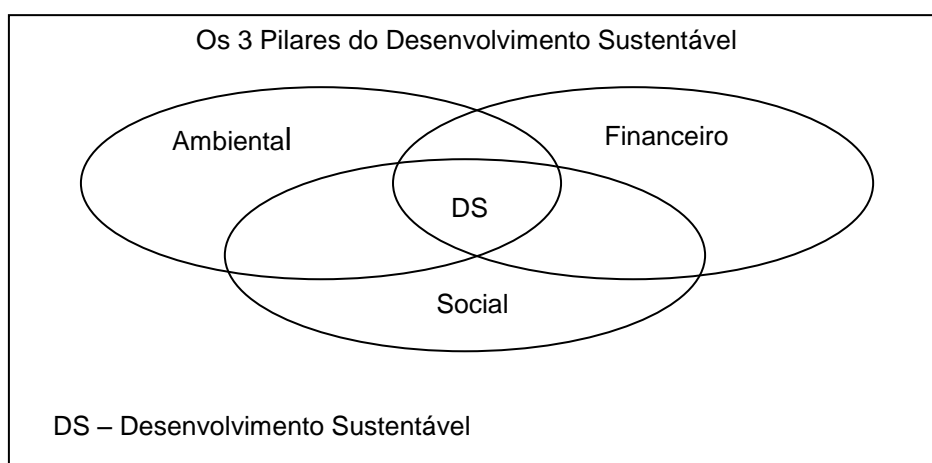 Os 3 Pilares do Desenvolvimento Sustentável
Ambiental
Financeiro
DS
Social
DS – Desenvolvimento Sustentável